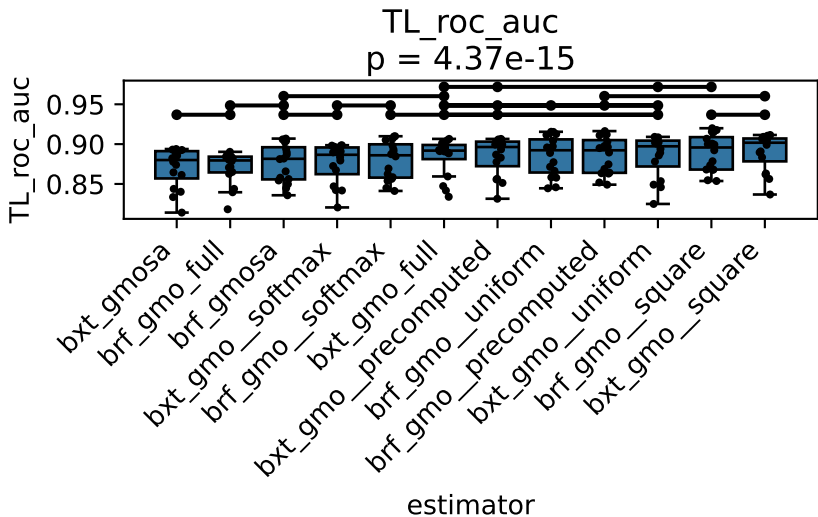 TL_roc_auc
p = 4.37e-15
TL_roc_auc
0.95
0.90
0.85
bxt_gmosa
brf_gmo_full
brf_gmosa
bxt_gmo__softmax
brf_gmo__softmax
bxt_gmo_full
bxt_gmo__precomputed
brf_gmo__uniform
brf_gmo__precomputed
bxt_gmo__uniform
brf_gmo__square
bxt_gmo__square
estimator